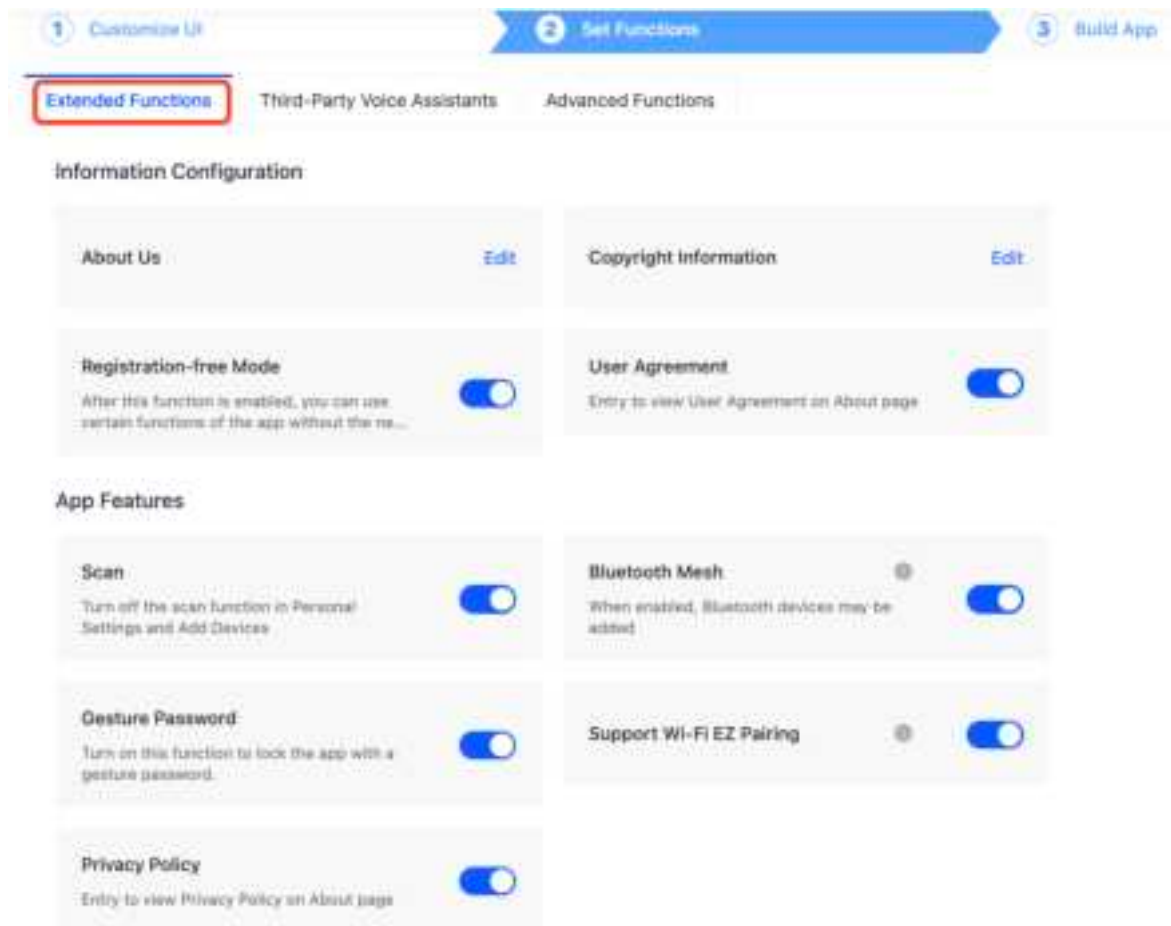 1 Customize UI 2 Set Functions 3 Build App
Extended Functions Third-Party Voice Assistants Advanced Functions
Information Configuration
About Us Edit
Copyright Information Edit
Registration-free Mode
After this function is enabled, you can use
certain functions of the app without the ne...
User Agreement
Entry to view User Agreement on About page
App Features
Scan
Turn off the scan function in Personal
Settings and Add Devices
Bluetooth Mesh
When enabled, Bluetooth devices may be
added
Gesture Password
Turn on this function to lock the app with a
gesture password.
Support Wi-Fi EZ Pairing
Privacy Policy
Entry to view Privacy Policy on About page